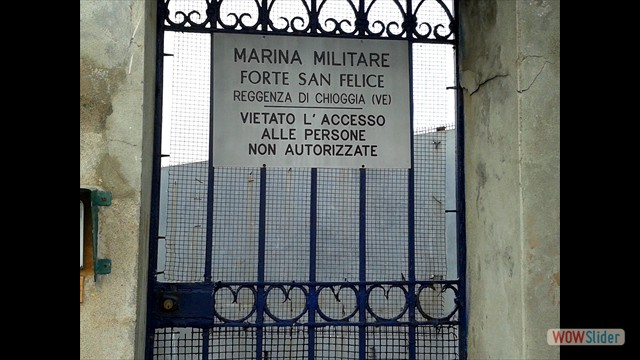 MARINA MILITARE
FORTE SAN FELICE
REGGENZA DI CHIOGGIA (VE)
VIETATO L' ACCESSO
ALLE PERSONE
NON AUTORIZZATE
WOWSlider